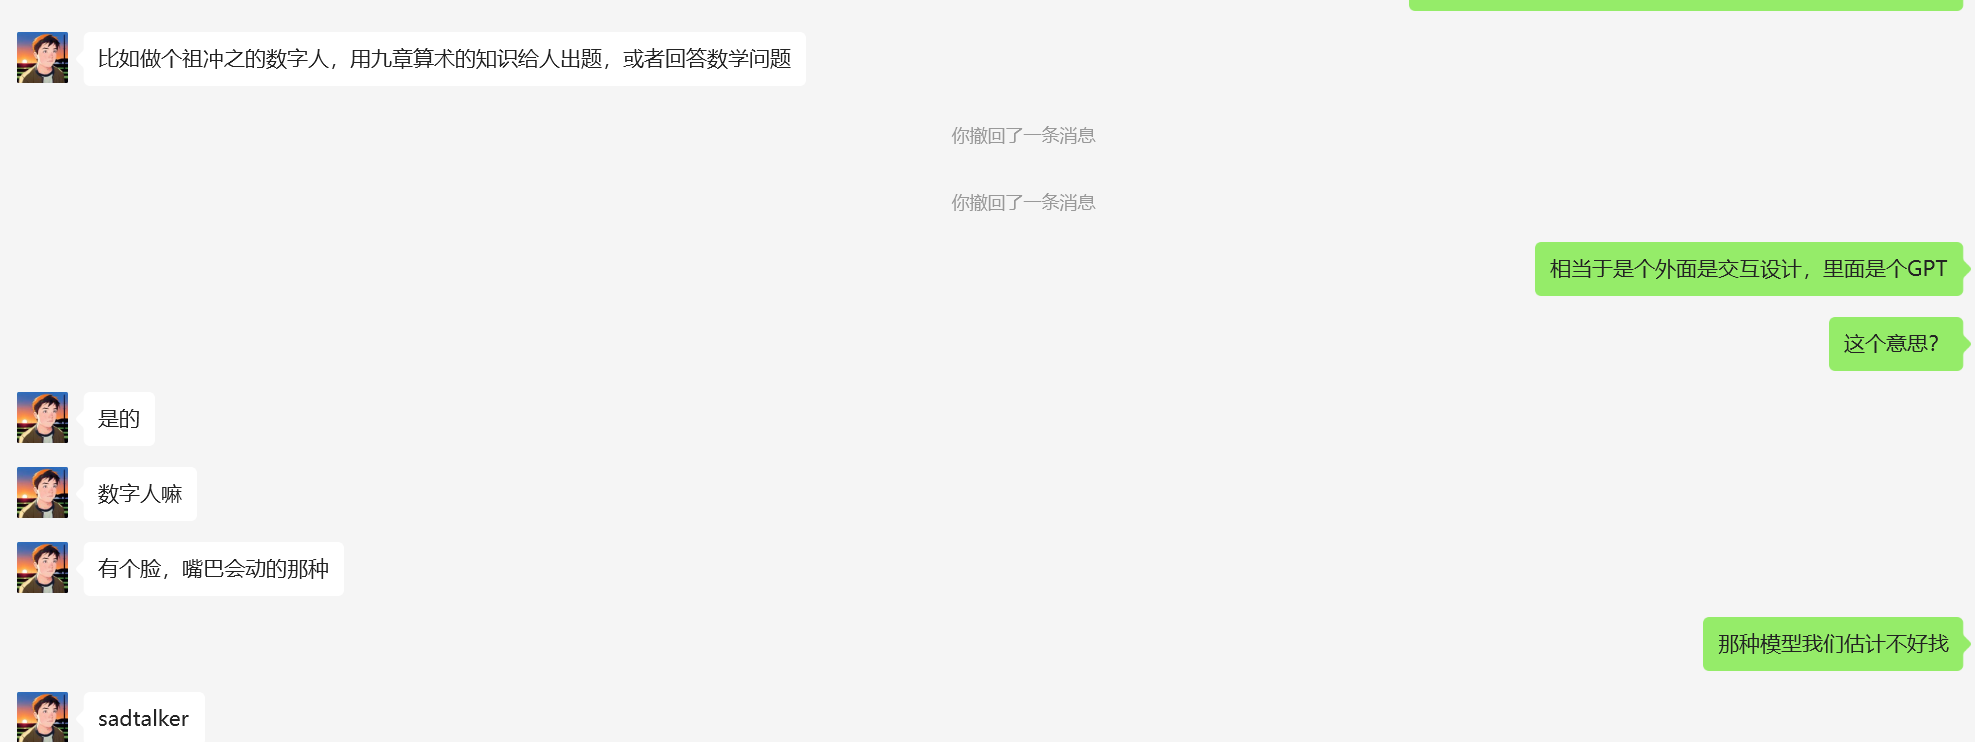 比如做个祖冲之的数字人，用九章算术的知识给人出题，或者回答数学问题
你撤回了一条消息
你撤回了一条消息
相当于是个外面是交互设计，里面是个GPT
这个意思？
是的
数字人嘛
有个脸，嘴巴会动的那种
那种模型我们估计不好找
sadtalker